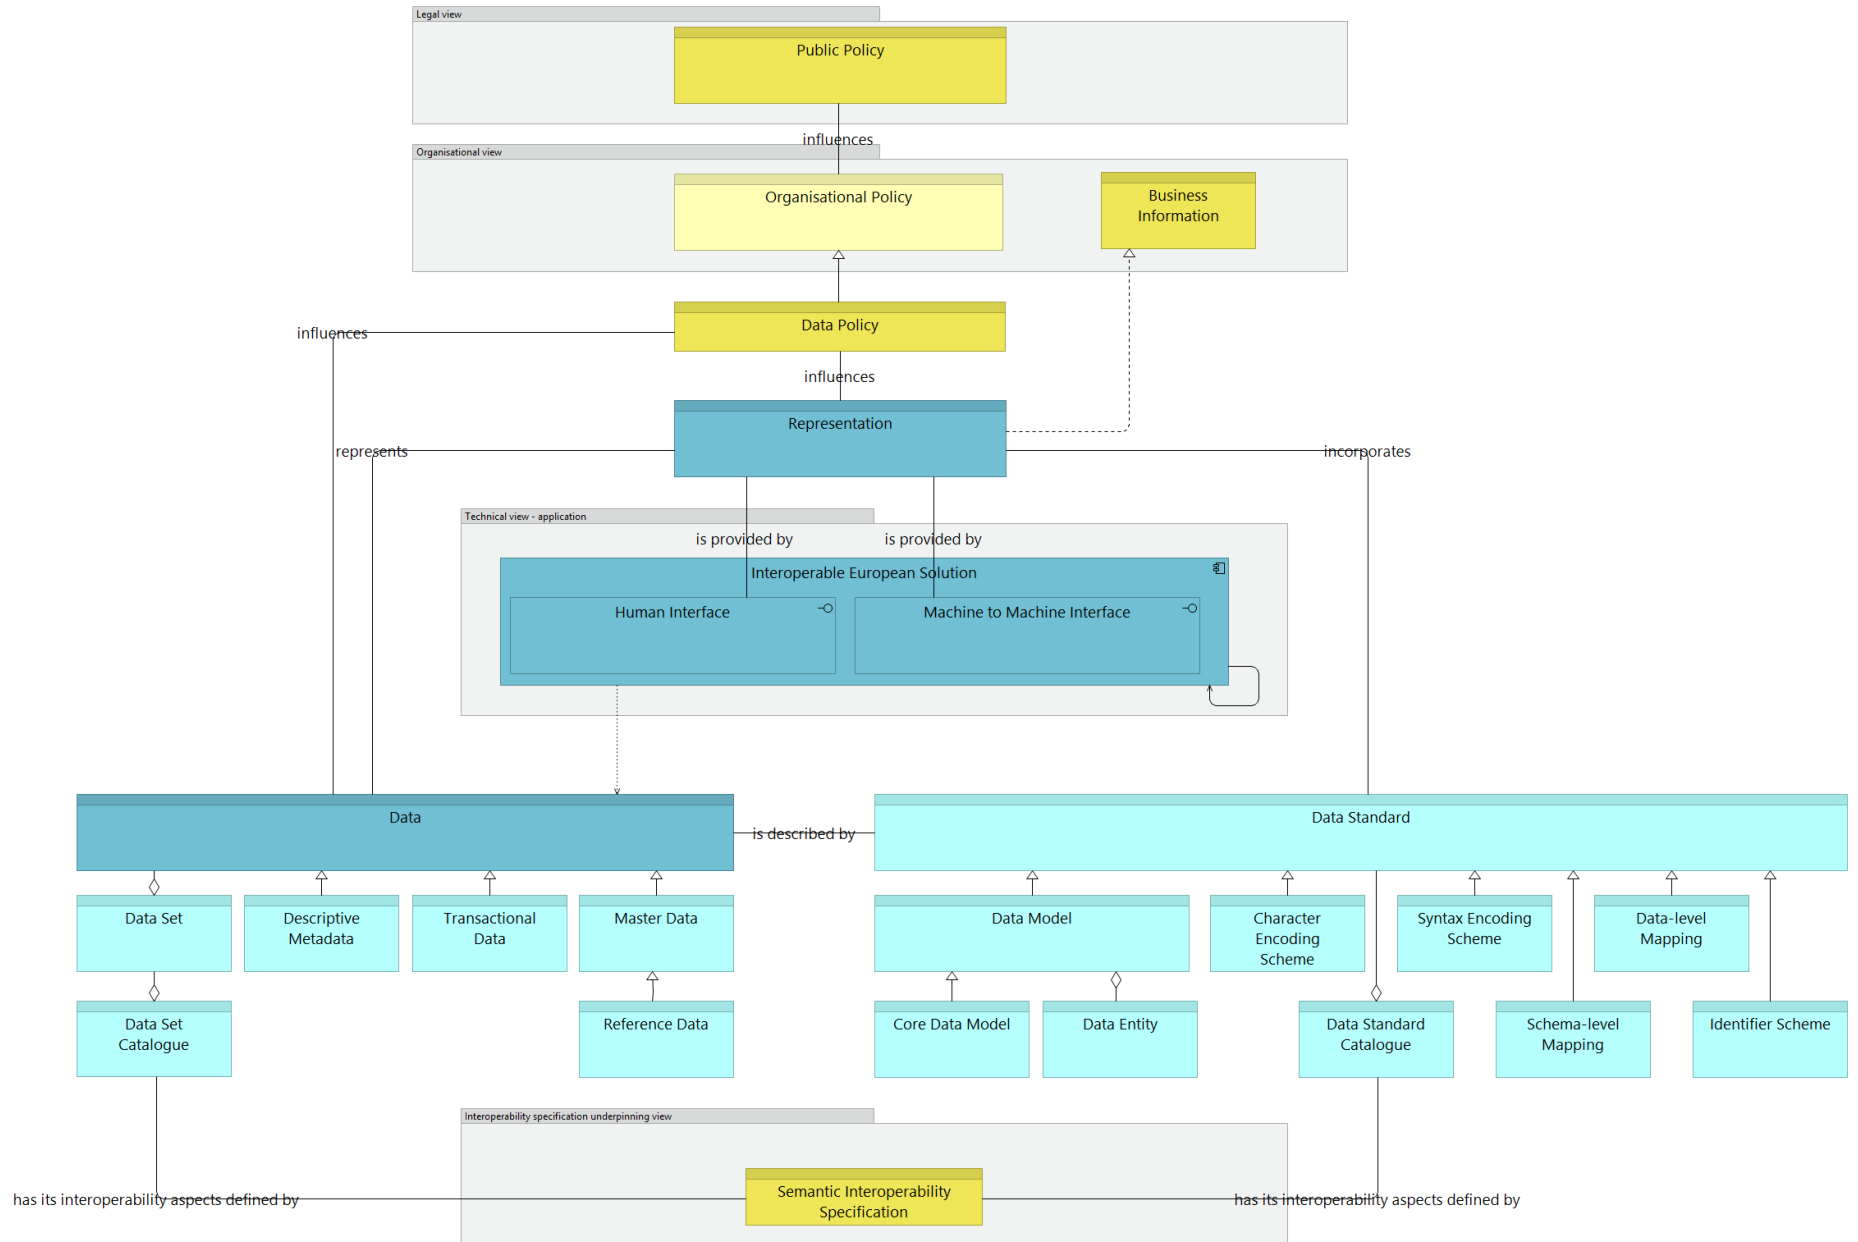 Legal view
Public Policy
influences
Organisational view
Organisational Policy
Business
Information
Data Policy
influences
influences
Representation
represents
incorporates
Technical view - application
is provided by
is provided by
Interoperable European Solution
Human Interface
Machine to Machine Interface
Data
is described by
Data Standard
Data Set
Descriptive
Metadata
Transactional
Data
Master Data
Data Model
Character
Encoding
Scheme
Syntax Encoding
Scheme
Data-level
Mapping
Data Set
Catalogue
Reference Data
Core Data Model
Data Entity
Data Standard
Catalogue
Schema-level
Mapping
Identifier Scheme
Interoperability specification underpinning view
Semantic Interoperability
Specification
has its interoperability aspects defined by
has its interoperability aspects defined by